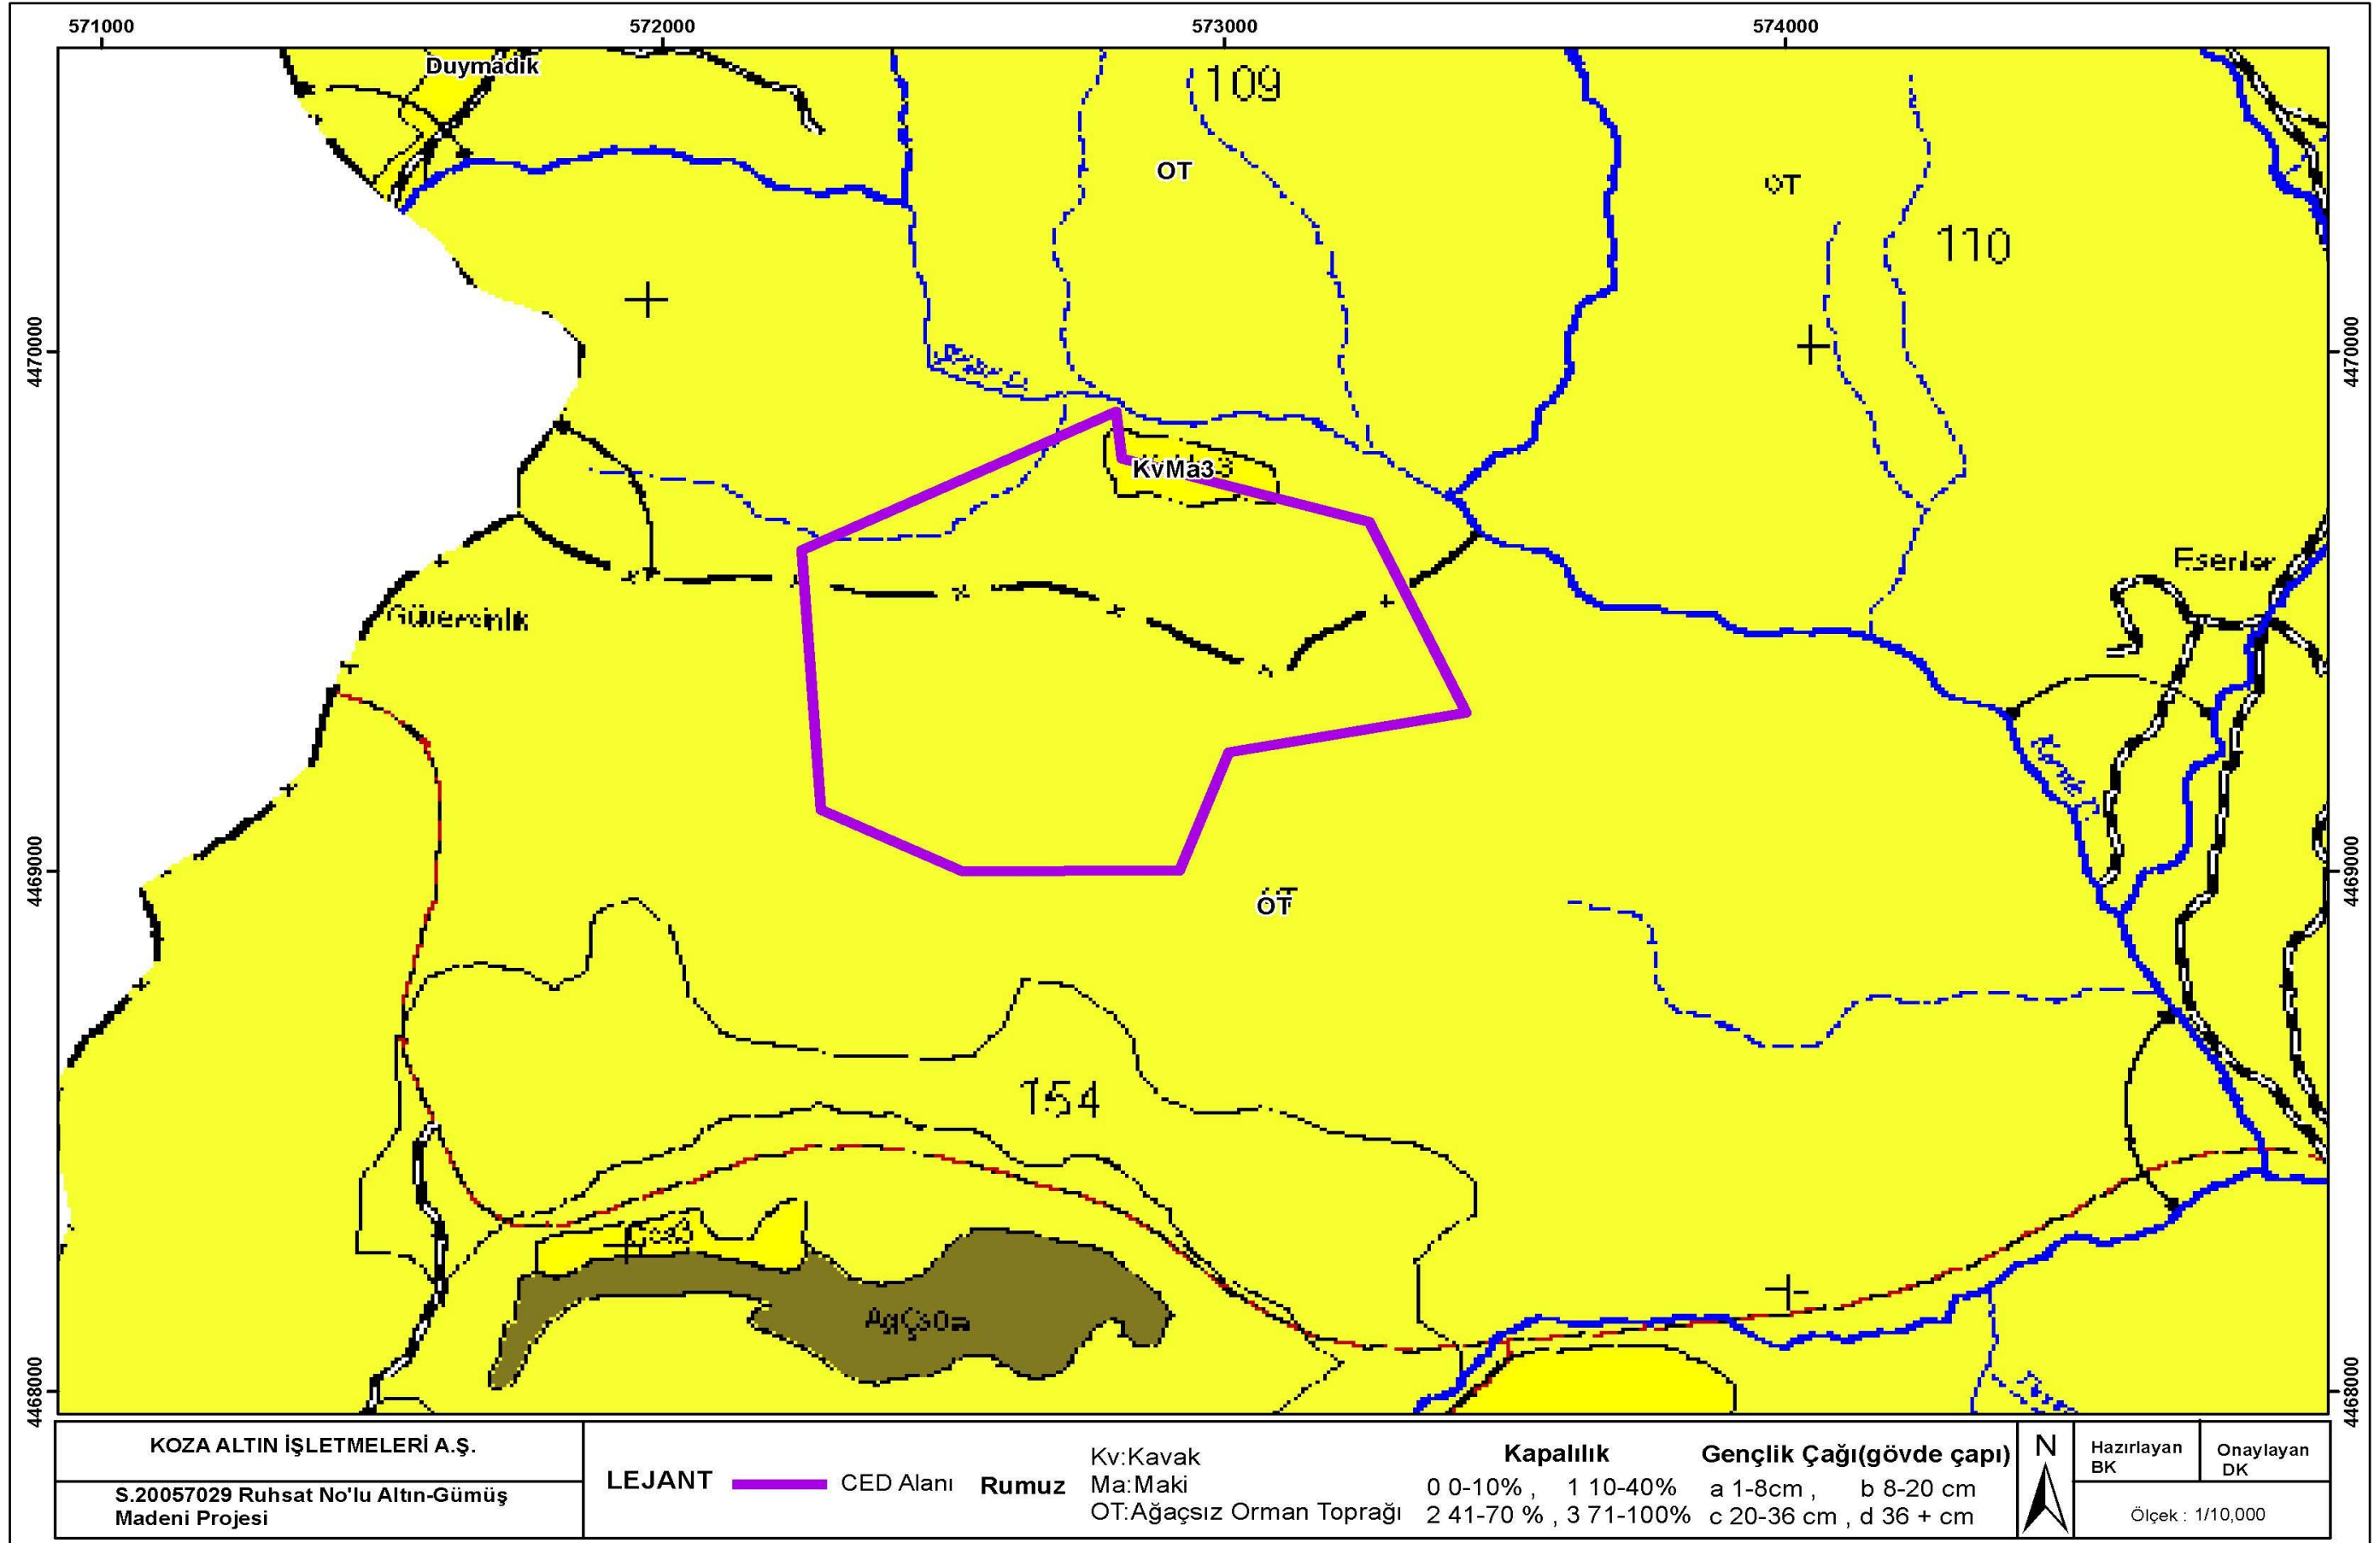 571000 572000 573000 574000
Duymadik
109
OT
OT
110
4470000 4470000
KvMa3
Esenler
Güvercinlik
4469000 4469000
OT
154
4468000 4468000
KOZA ALTIN İŞLETMELERİ A.Ş.
S.20057029 Ruhsat No'lu Altın-Gümüş
Madeni Projesi
LEJANT CED Alanı
Rumuz
Kv:Kavak
Ma:Maki
OT:Ağaçsız Orman Toprağı
Kapalılık
0 0-10% , 1 10-40%
2 41-70 % , 3 71-100%
Gençlik Çağı(gövde çapı)
a 1-8cm , b 8-20 cm
c 20-36 cm , d 36 + cm
N
Hazırlayan
BK
Onaylayan
DK
Ölçek : 1/10,000